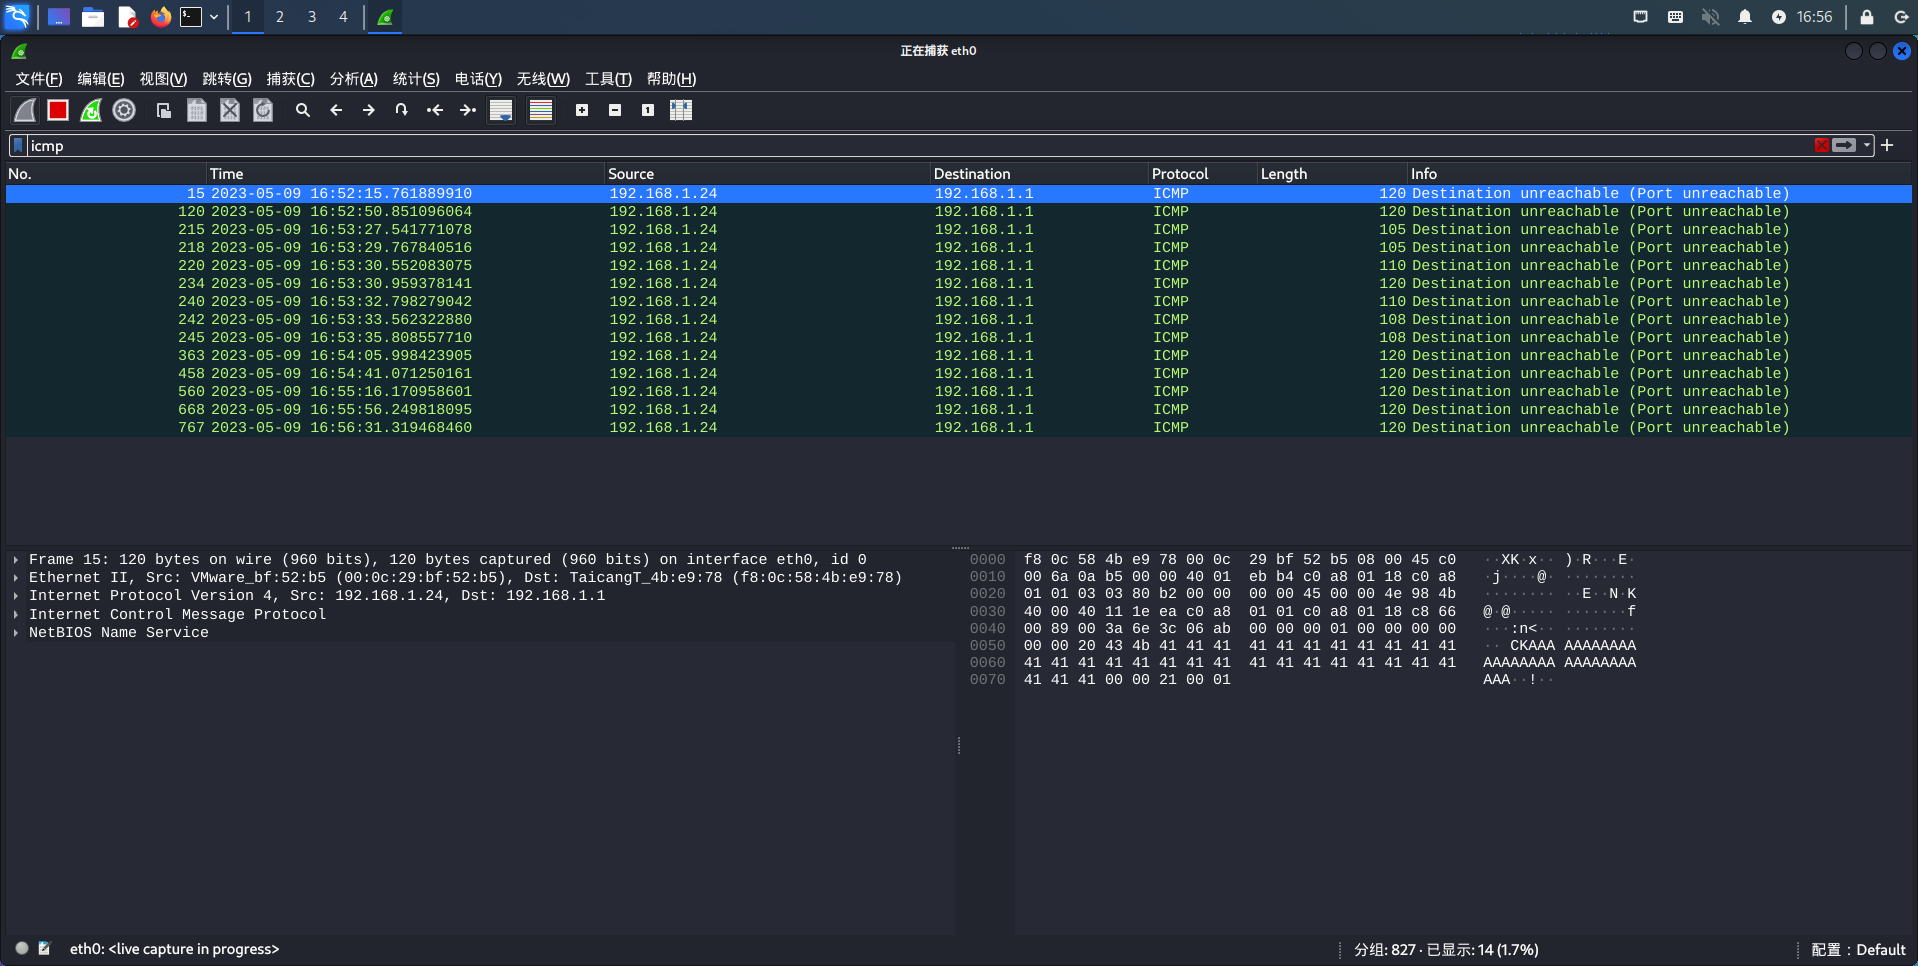 1 2 3 4 16:56
正在捕获 eth0
文件(F) 编辑(E) 视图(V) 跳转(G) 捕获(C) 分析(A) 统计(S) 电话(Y) 无线(W) 工具(T) 帮助(H)
icmp
No. Time Source Destination Protocol Length Info
15 2023-05-09 16:52:15.761889910 192.168.1.24 192.168.1.1 ICMP 120 Destination unreachable (Port unreachable)
120 2023-05-09 16:52:50.851096064 192.168.1.24 192.168.1.1 ICMP 120 Destination unreachable (Port unreachable)
215 2023-05-09 16:53:27.541771078 192.168.1.24 192.168.1.1 ICMP 105 Destination unreachable (Port unreachable)
218 2023-05-09 16:53:29.767840516 192.168.1.24 192.168.1.1 ICMP 105 Destination unreachable (Port unreachable)
220 2023-05-09 16:53:30.552083075 192.168.1.24 192.168.1.1 ICMP 110 Destination unreachable (Port unreachable)
234 2023-05-09 16:53:30.959378141 192.168.1.24 192.168.1.1 ICMP 120 Destination unreachable (Port unreachable)
240 2023-05-09 16:53:32.798279042 192.168.1.24 192.168.1.1 ICMP 110 Destination unreachable (Port unreachable)
242 2023-05-09 16:53:33.562322880 192.168.1.24 192.168.1.1 ICMP 108 Destination unreachable (Port unreachable)
245 2023-05-09 16:53:35.808557710 192.168.1.24 192.168.1.1 ICMP 108 Destination unreachable (Port unreachable)
363 2023-05-09 16:54:05.998423905 192.168.1.24 192.168.1.1 ICMP 120 Destination unreachable (Port unreachable)
458 2023-05-09 16:54:41.071250161 192.168.1.24 192.168.1.1 ICMP 120 Destination unreachable (Port unreachable)
560 2023-05-09 16:55:16.170958601 192.168.1.24 192.168.1.1 ICMP 120 Destination unreachable (Port unreachable)
668 2023-05-09 16:55:56.249818095 192.168.1.24 192.168.1.1 ICMP 120 Destination unreachable (Port unreachable)
767 2023-05-09 16:56:31.319468460 192.168.1.24 192.168.1.1 ICMP 120 Destination unreachable (Port unreachable)
Frame 15: 120 bytes on wire (960 bits), 120 bytes captured (960 bits) on interface eth0, id 0
Ethernet II, Src: VMware_bf:52:b5 (00:0c:29:bf:52:b5), Dst: TaicangT_4b:e9:78 (f8:0c:58:4b:e9:78)
Internet Protocol Version 4, Src: 192.168.1.24, Dst: 192.168.1.1
Internet Control Message Protocol
NetBIOS Name Service
0000 f8 0c 58 4b e9 78 00 0c 29 bf 52 b5 08 00 45 c0 ··XK·x·· )·R···E·
0010 00 6a 0a b5 00 00 40 01 eb b4 c0 a8 01 18 c0 a8 ·j····@· ········
0020 01 01 03 03 80 b2 00 00 00 00 45 00 00 4e 98 4b ········ ··E··N·K
0030 40 00 40 11 1e ea c0 a8 01 01 c0 a8 01 18 c8 66 @·@····· ·······f
0040 00 89 00 3a 6e 3c 06 ab 00 00 00 01 00 00 00 00 ···:n<·· ········
0050 00 00 20 43 4b 41 41 41 41 41 41 41 41 41 41 41 ·· CKAAA AAAAAAAA
0060 41 41 41 41 41 41 41 41 41 41 41 41 41 41 41 41 AAAAAAAA AAAAAAAA
0070 41 41 41 00 00 21 00 01 AAA··!··
eth0: <live capture in progress> 分组: 827 · 已显示: 14 (1.7%) 配置：Default